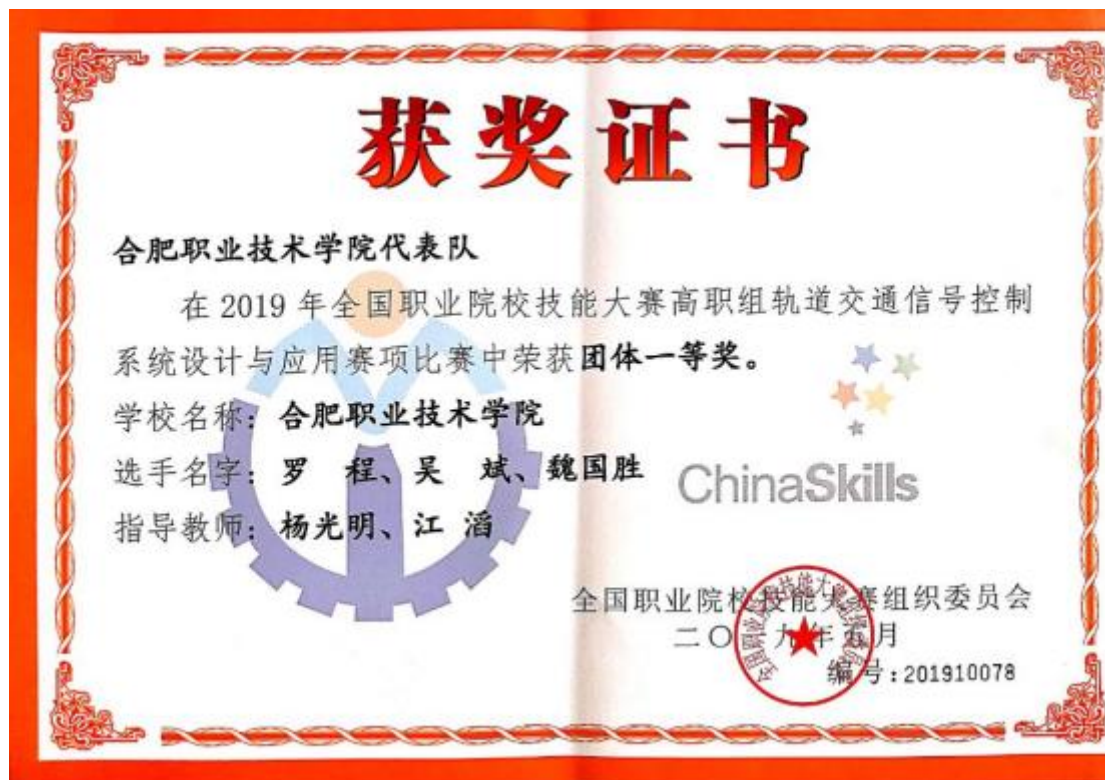 获奖证书
合肥职业技术学院代表队
在 2019 年全国职业院校技能大赛高职组轨道交通信号控制
系统设计与应用赛项比赛中荣获团体一等奖。
学校名称：合肥职业技术学院
选手名字：罗 程、吴 斌、魏国胜
指导教师：杨光明、江 滔
ChinaSkills
全国职业院校技能大赛组织委员会
二〇一九年五月
编号：201910078